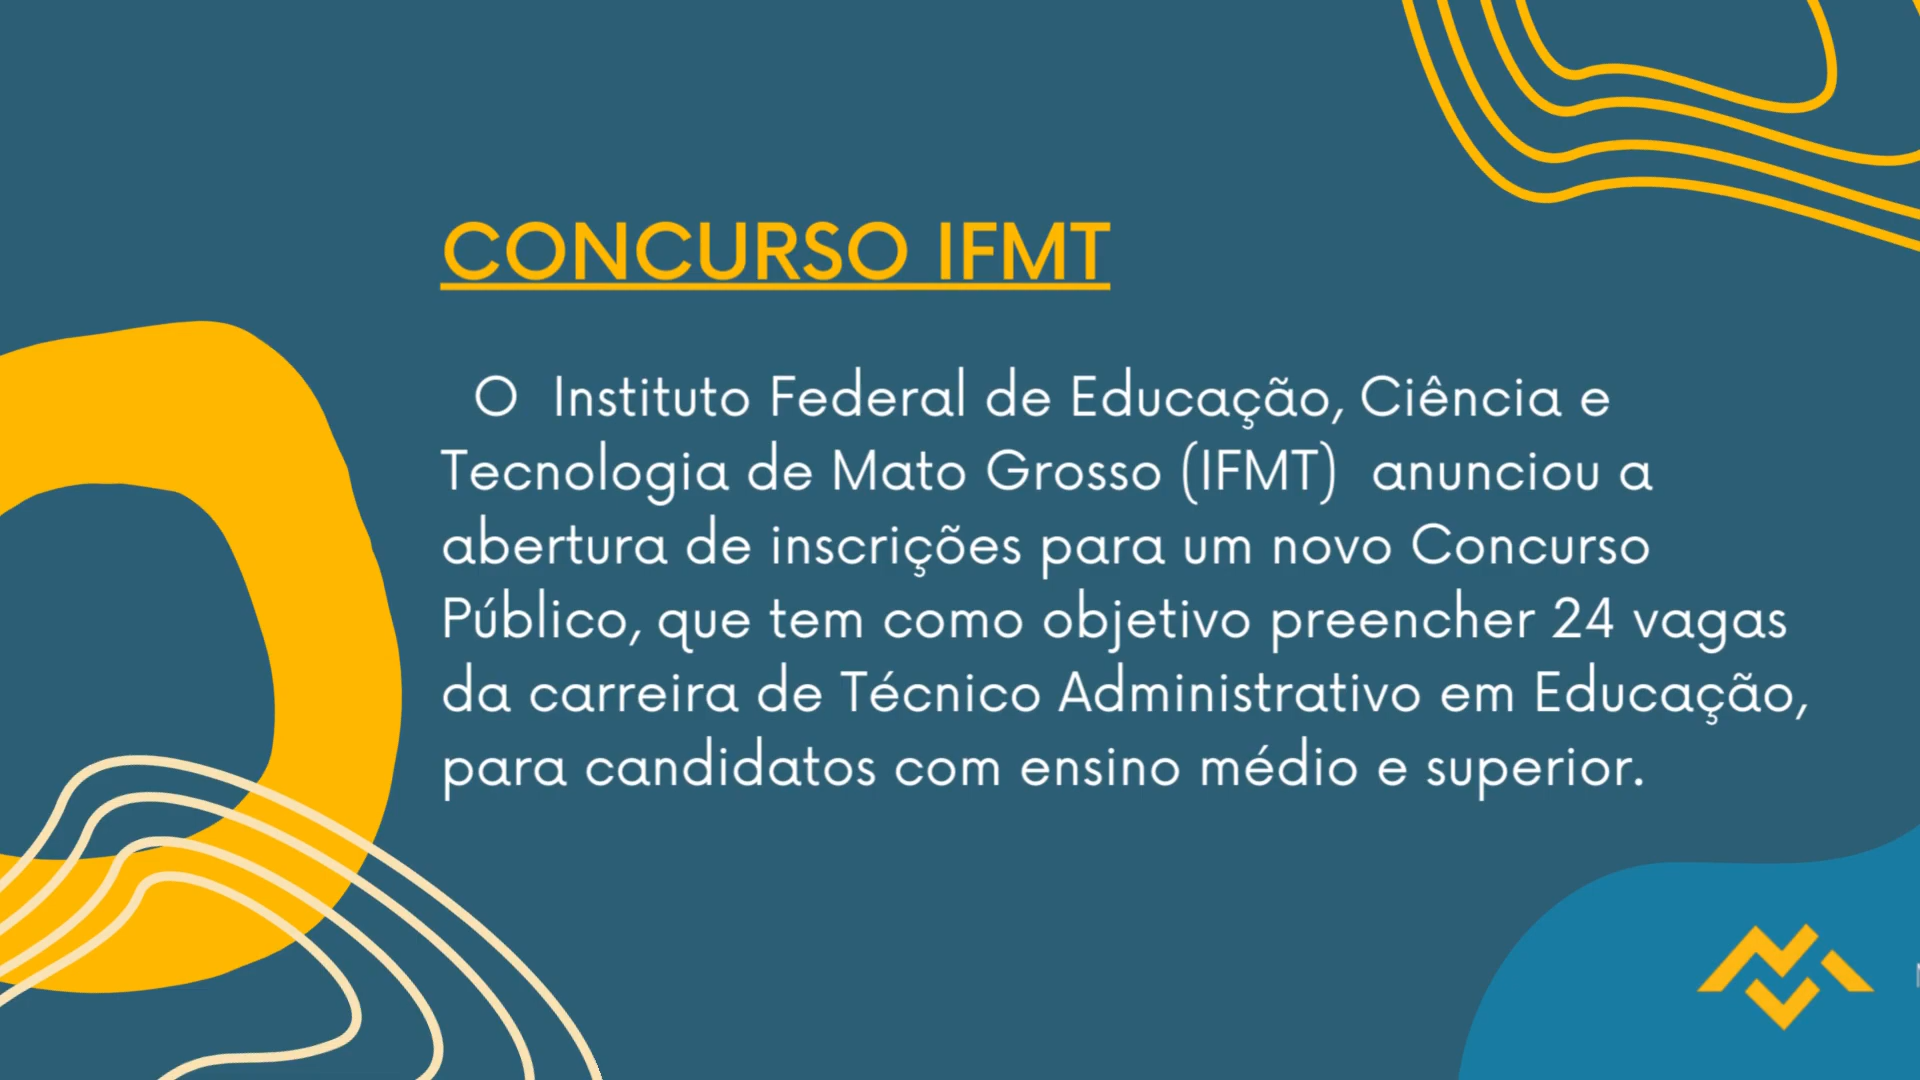 CONCURSO IFMT
O Instituto Federal de Educação, Ciência e
Tecnologia de Mato Grosso (IFMT) anunciou a
abertura de inscrições para um novo Concurso
Público, que tem como objetivo preencher 24 vagas
da carreira de Técnico Administrativo em Educação,
para candidatos com ensino médio e superior.